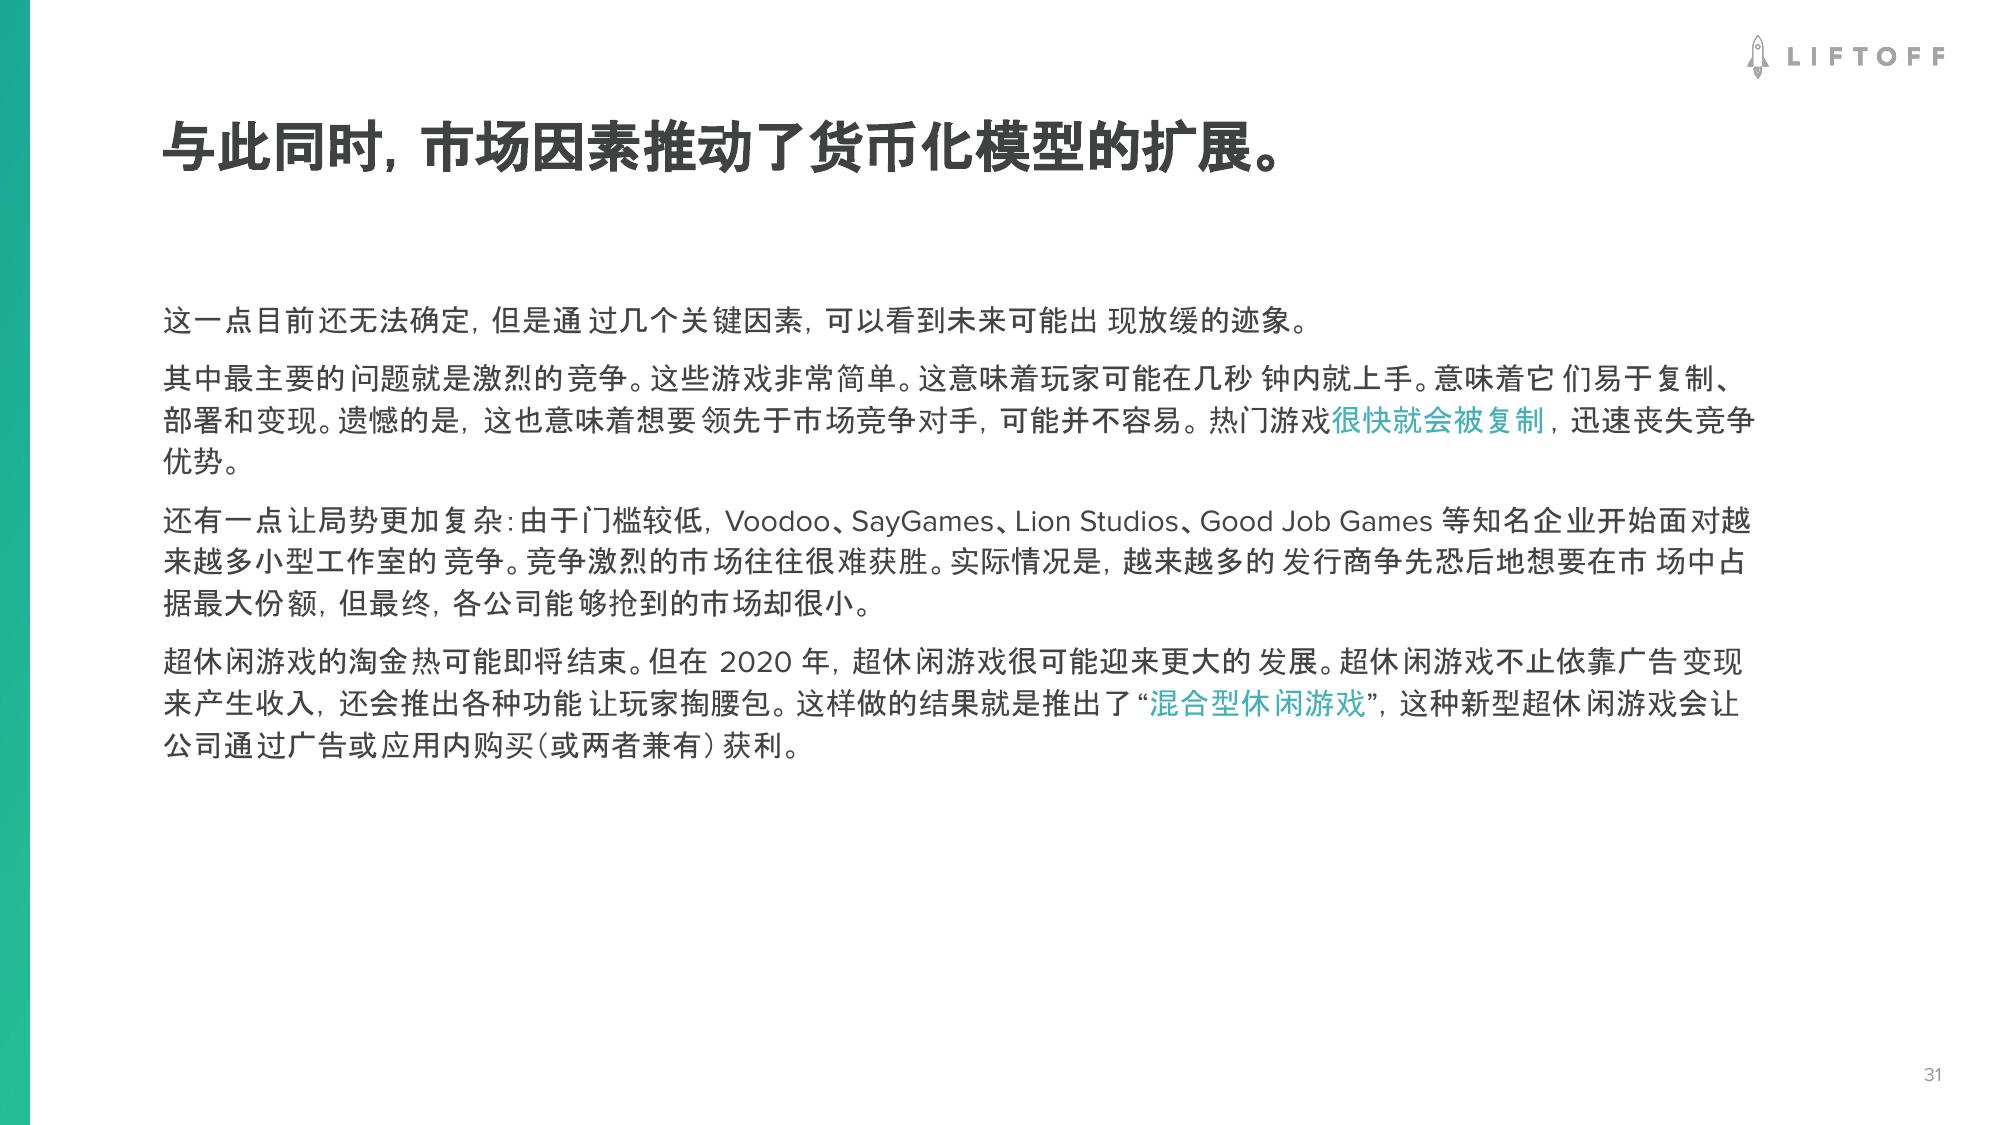 LIFTOFF
与此同时，市场因素推动了货币化模型的扩展。
这一点目前还无法确定，但是通过几个关键因素，可以看到未来可能出现放缓的迹象。
其中最主要的问题就是激烈的竞争。这些游戏非常简单。这意味着玩家可能在几秒钟内就上手。意味着它们易于复制、
部署和变现。遗憾的是，这也意味着想要领先于市场竞争对手，可能并不容易。热门游戏很快就会被复制，迅速丧失竞争
优势。
还有一点让局势更加复杂：由于门槛较低，Voodoo、SayGames、Lion Studios、Good Job Games 等知名企业开始面对越
来越多小型工作室的竞争。竞争激烈的市场往往很难获胜。实际情况是，越来越多的发行商争先恐后地想要在市场中占
据最大份额，但最终，各公司能够抢到的市场却很小。
超休闲游戏的淘金热可能即将结束。但在 2020 年，超休闲游戏很可能迎来更大的发展。超休闲游戏不止依靠广告变现
来产生收入，还会推出各种功能让玩家掏腰包。这样做的结果就是推出了“混合型休闲游戏”，这种新型超休闲游戏会让
公司通过广告或应用内购买（或两者兼有）获利。
31